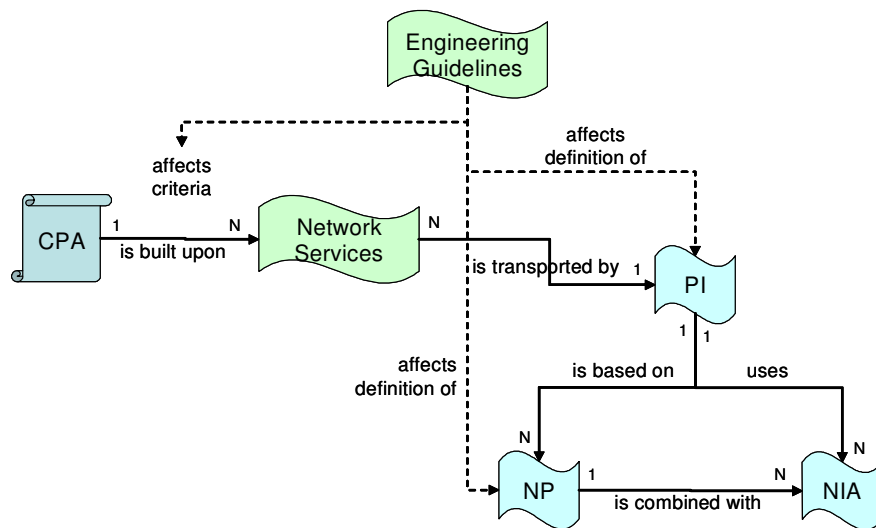 Engineering
Guidelines
affects
definition of
affects
criteria
CPA
1
is built upon
N
Network
Services
N
is transported by
1
PI
1
1
affects
definition of
is based on
uses
N
N
NP
1
is combined with
N
NIA